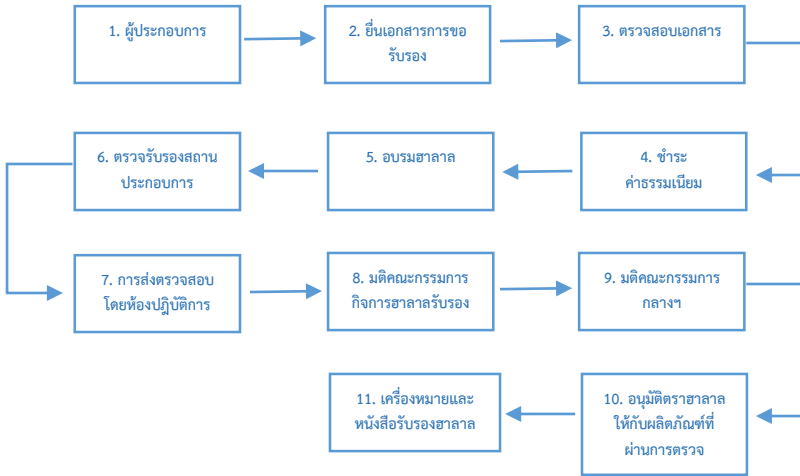 1. ผู้ประกอบการ
2. ยื่นเอกสารการขอ
รับรอง
3. ตรวจสอบเอกสาร
4. ชำระ
ค่าธรรมเนียม
5. อบรมฮาลาล
6. ตรวจรับรองสถาน
ประกอบการ
7. การส่งตรวจสอบ
โดยห้องปฎิบัติการ
8. มติคณะกรรมการ
กิจการฮาลาลรับรอง
9. มติคณะกรรมการ
กลางฯ
10. อนุมัติตราฮาลาล
ให้กับผลิตภัณฑ์ที่
ผ่านการตรวจ
11. เครื่องหมายและ
หนังสือรับรองฮาลาล